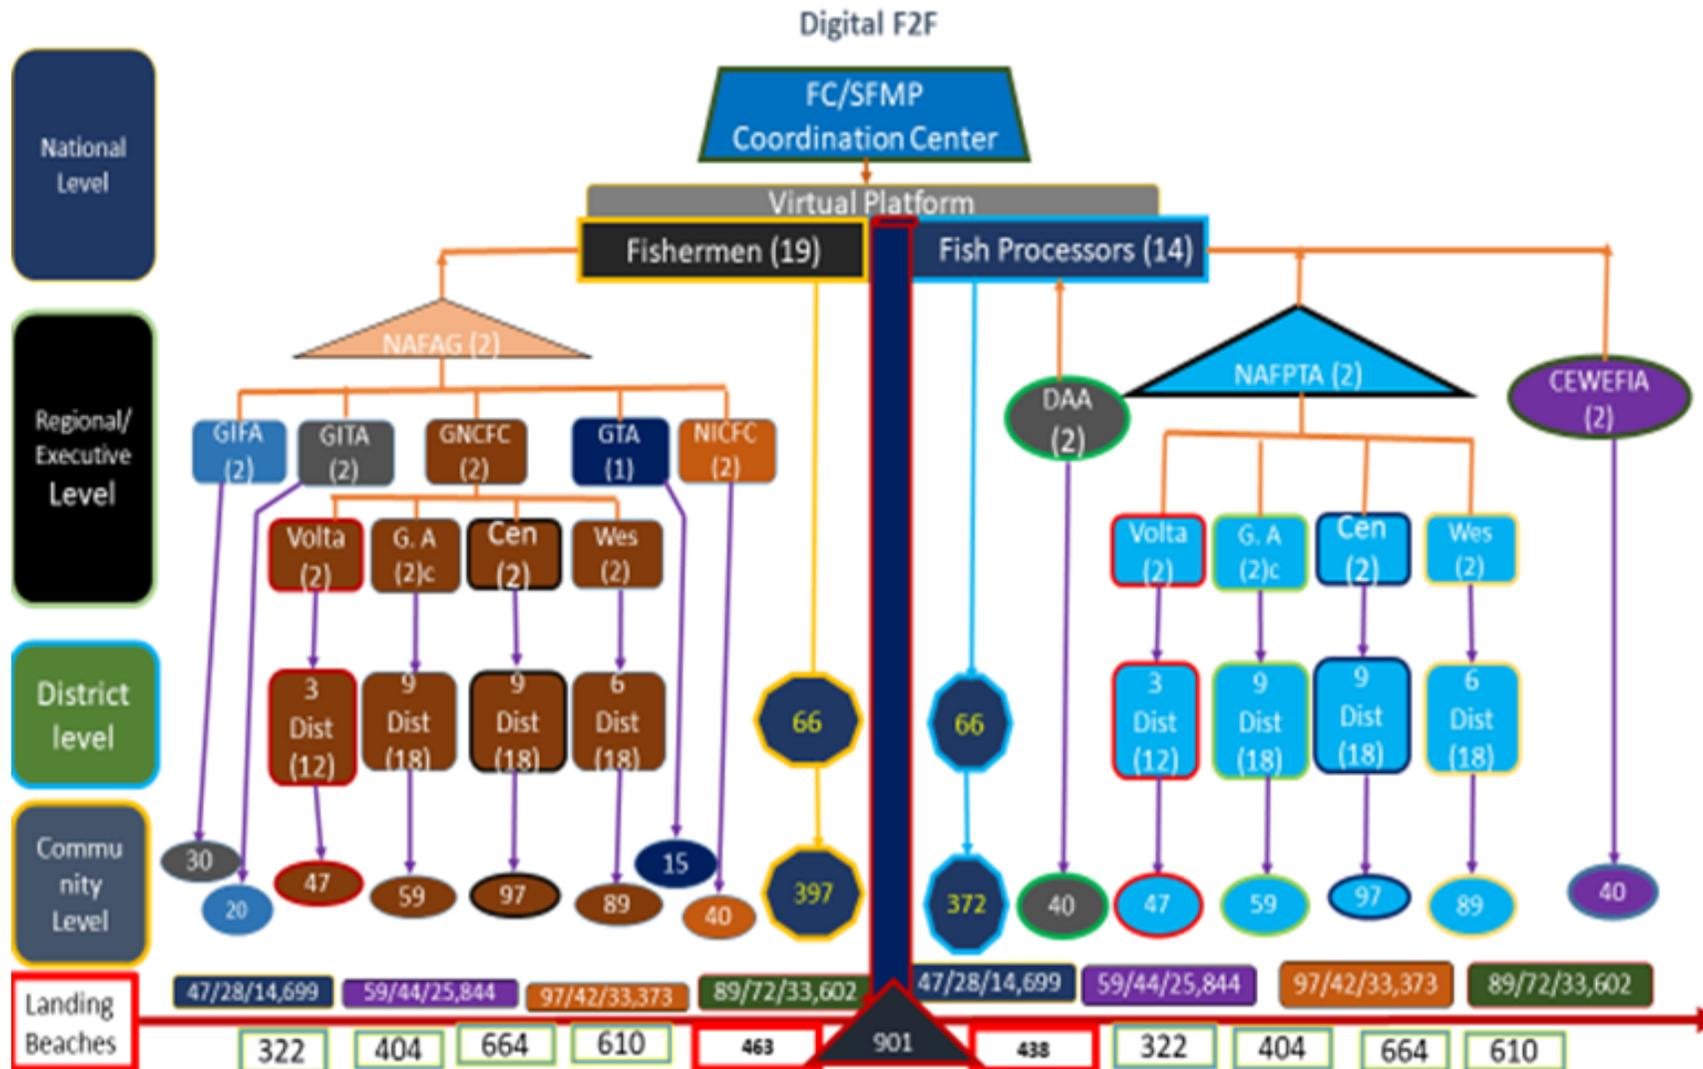 Digital F2F
National
Level
FC/SFMP
Coordination Center
Virtual Platform
Fishermen (19)
Fish Processors (14)
Regional/
Executive
Level
NAFAG (2)
DAA
(2)
NAFPTA (2)
CEWEFIA
(2)
GIFA
(2)
GITA
(2)
GNCFC
(2)
GTA
(1)
NICFC
(2)
Volta
(2)
G. A
(2)c
Cen
(2)
Wes
(2)
Volta
(2)
G. A
(2)c
Cen
(2)
Wes
(2)
District
level
3
Dist
(12)
9
Dist
(18)
9
Dist
(18)
6
Dist
(18)
66
66
3
Dist
(12)
9
Dist
(18)
9
Dist
(18)
6
Dist
(18)
Commu
nity
Level
30
20
47
59
97
89
15
40
397
372
40
47
59
97
89
40
Landing
Beaches
47/28/14,699
59/44/25,844
97/42/33,373
89/72/33,602
47/28/14,699
59/44/25,844
97/42/33,373
89/72/33,602
322
404
664
610
463
901
438
322
404
664
610